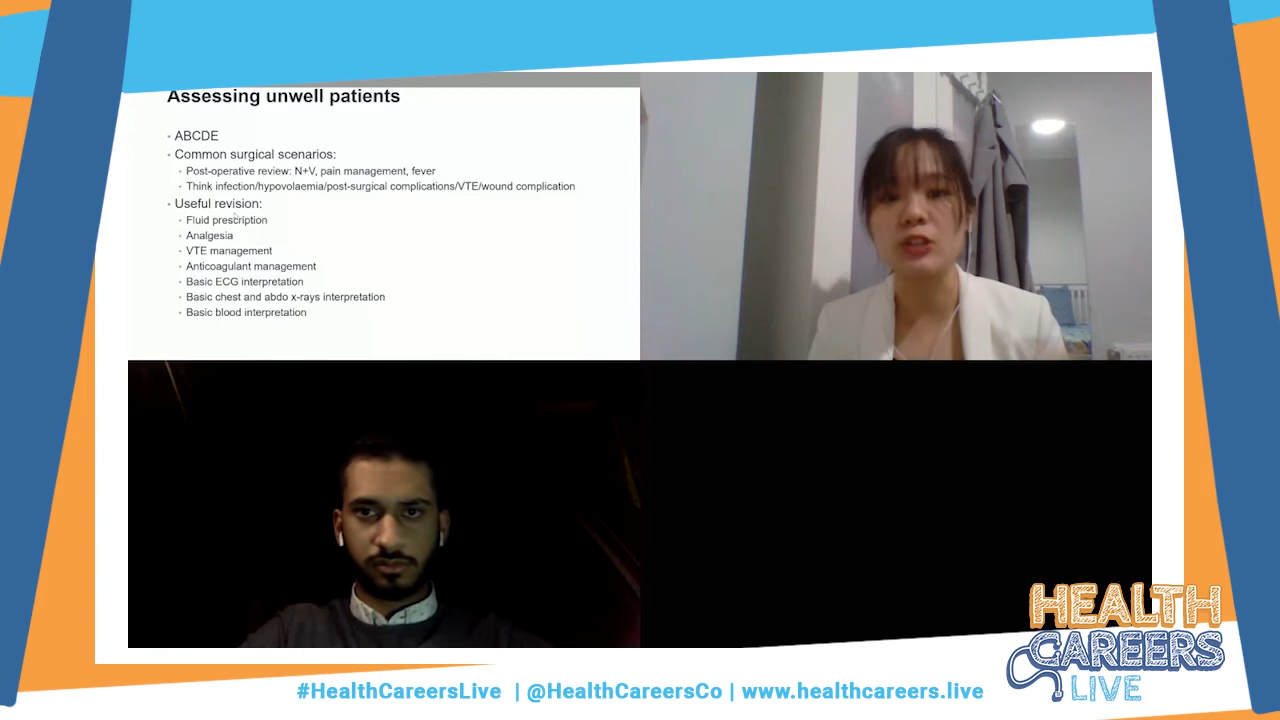 Assessing unwell patients
ABCDE
Common surgical scenarios:
Post-operative review: N+V, pain management, fever
Think infection/hypovolaemia/post-surgical complications/VTE/wound complication
Useful revision:
Fluid prescription
Analgesia
VTE management
Anticoagulant management
Basic ECG interpretation
Basic chest and abdo x-rays interpretation
Basic blood interpretation
HEALTH
CAREERS
LIVE
#HealthCareersLive | @HealthCareersCo | www.healthcareers.live